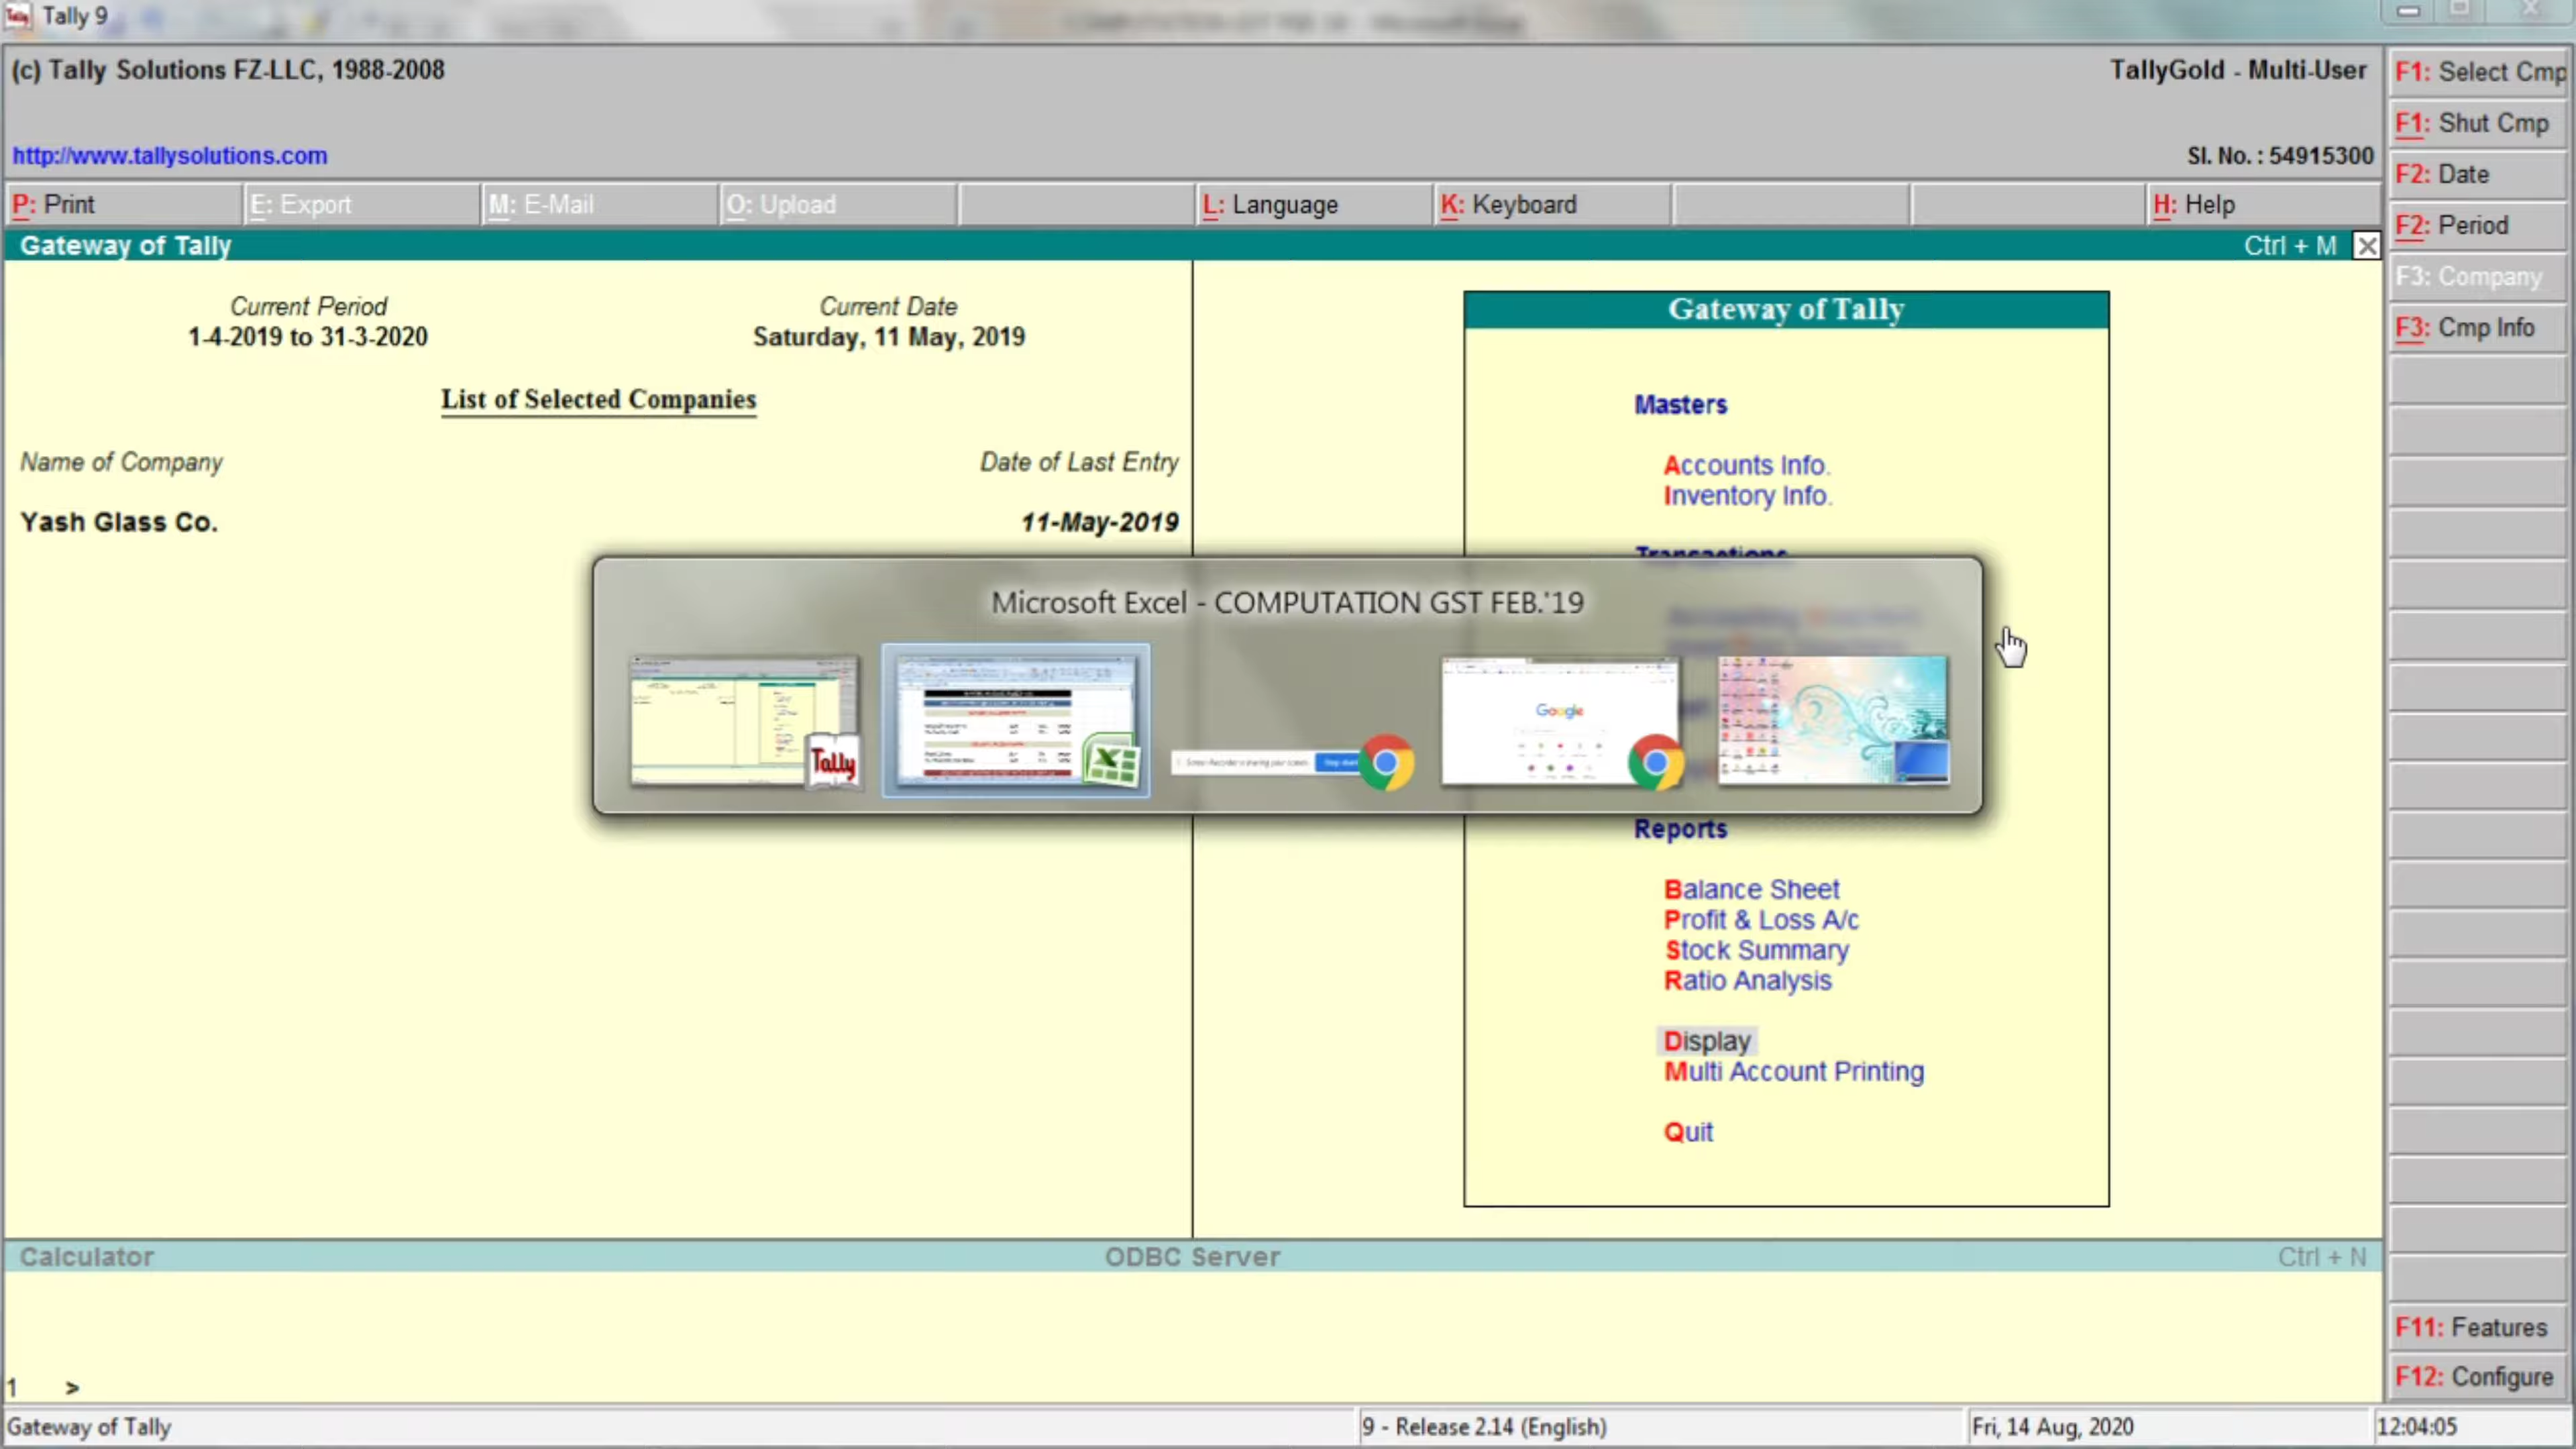 Tally 9
(c) Tally Solutions FZ-LLC, 1988-2008
TallyGold - Multi-User
http://www.tallysolutions.com
Sl. No. : 54915300
P: Print
E: Export
M: E-Mail
O: Upload
L: Language
K: Keyboard
H: Help
Gateway of Tally
Ctrl + M
Current Period
1-4-2019 to 31-3-2020
Current Date
Saturday, 11 May, 2019
List of Selected Companies
Name of Company
Date of Last Entry
Yash Glass Co.
11-May-2019
Gateway of Tally
Masters
Accounts Info.
Inventory Info.
Transactions
Microsoft Excel - COMPUTATION GST FEB.'19
Tally
Google
Reports
Balance Sheet
Profit & Loss A/c
Stock Summary
Ratio Analysis
Display
Multi Account Printing
Quit
F1: Select Cmp
F1: Shut Cmp
F2: Date
F2: Period
F3: Company
F3: Cmp Info
F11: Features
F12: Configure
Calculator
ODBC Server
Ctrl + N
1 >
Gateway of Tally
9 - Release 2.14 (English)
Fri, 14 Aug, 2020
12:04:05